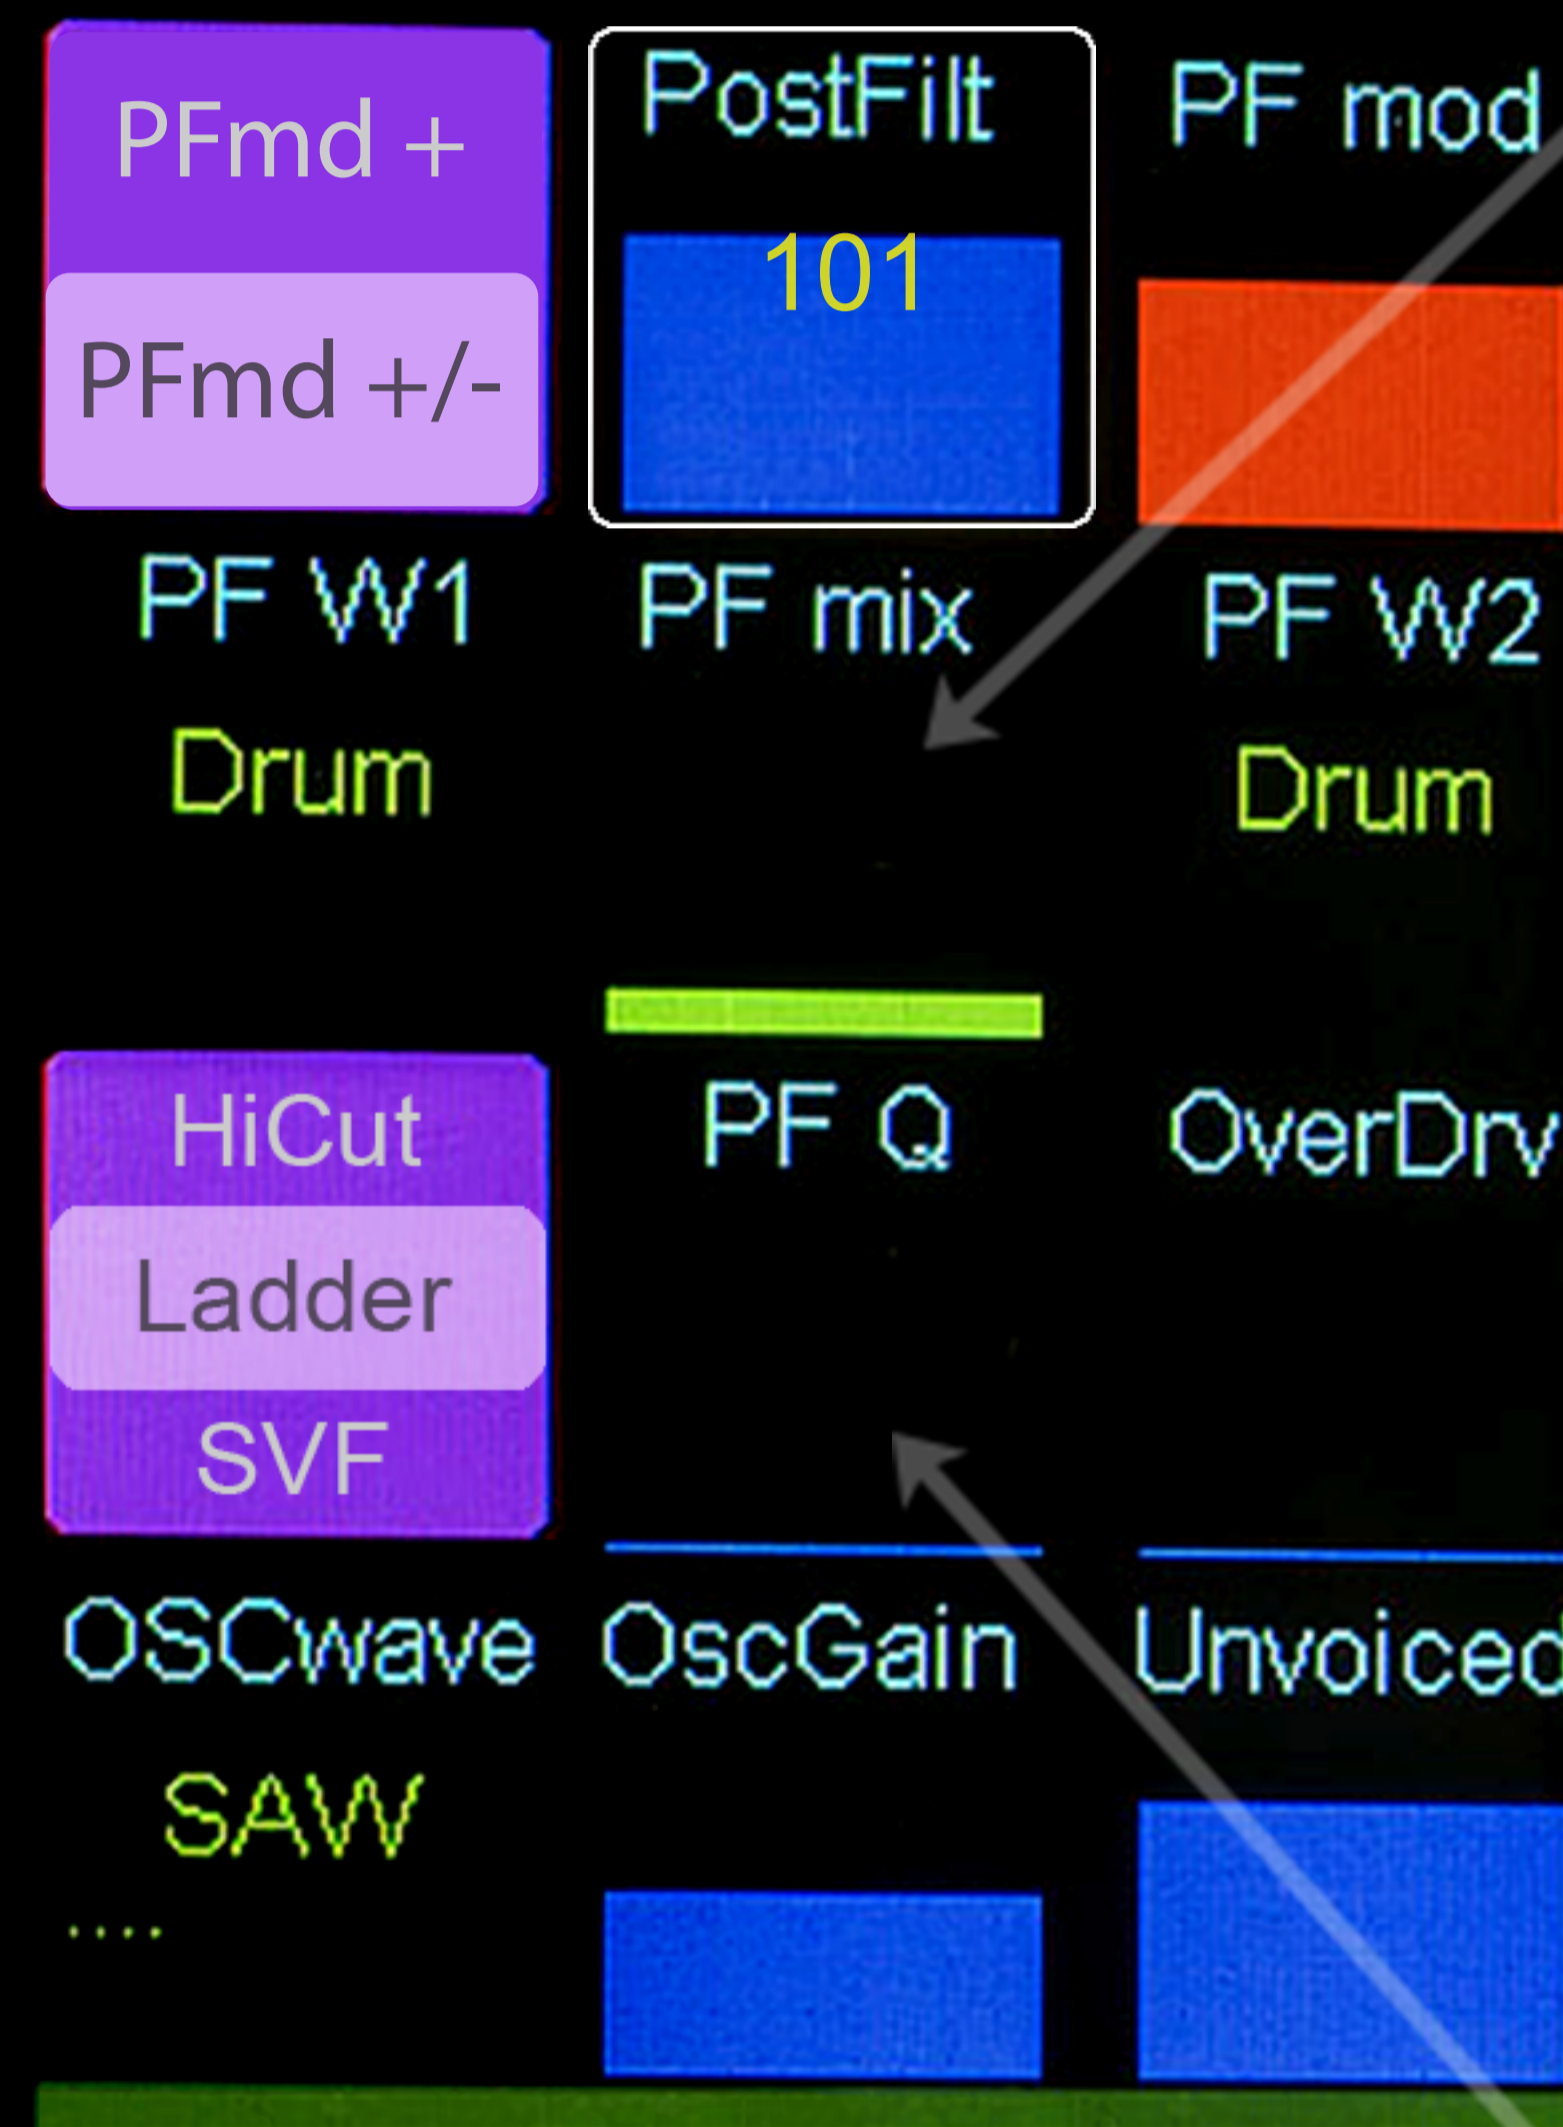 PFmd +
PostFilt
PF mod
101
PFmd +/-
PF W1
PF mix
PF W2
Drum
Drum
HiCut
PF Q
OverDrv
Ladder
SVF
OSCwave
OscGain
Unvoiced
SAW
....